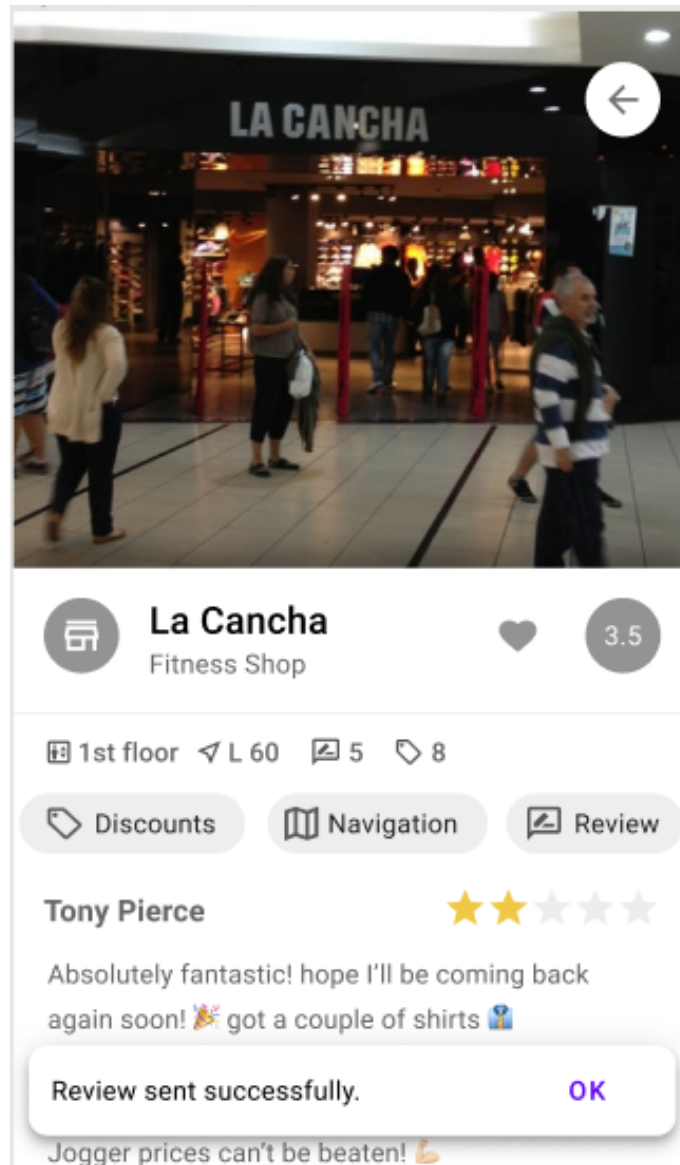 LA CANCHA
La Cancha
3.5
Fitness Shop
1st floor L 60 5 8
Discounts Navigation Review
Tony Pierce
Absolutely fantastic! hope I’ll be coming back
again soon! 🎉 got a couple of shirts 👔
Review sent successfully. OK
Jogger prices can’t be beaten! 💪🏻